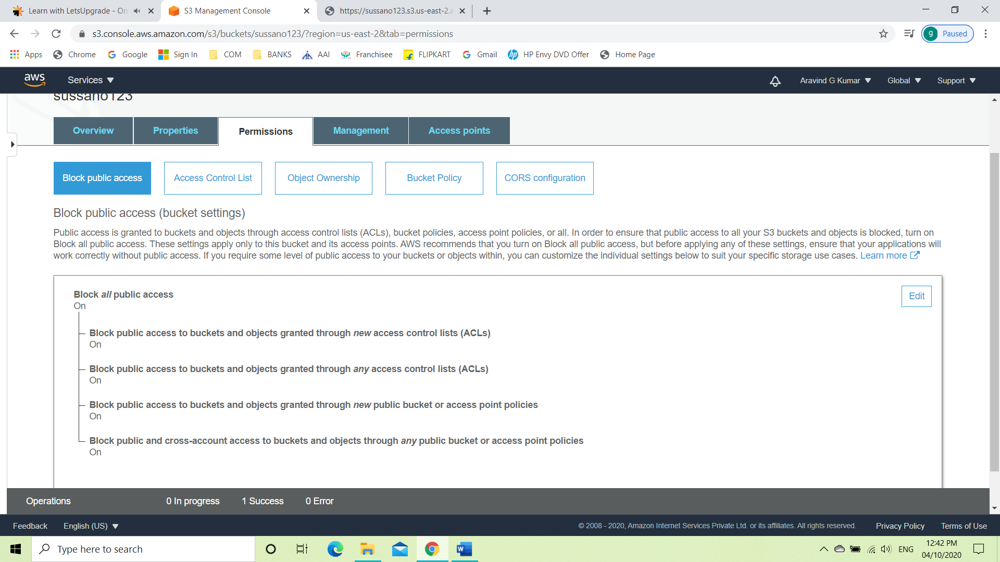 Learn with LetsUpgrade - On
S3 Management Console
https://sussano123.s3.us-east-2.a
s3.console.aws.amazon.com/s3/buckets/sussano123/?region=us-east-2&tab=permissions
g Paused
Apps Chrome Google Sign In COM BANKS AAI Franchisee FLIPKART Gmail HP Envy DVD Offer Home Page
aws Services Aravind G Kumar Global Support
sussano123
Overview Properties Permissions Management Access points
Block public access Access Control List Object Ownership Bucket Policy CORS configuration
Block public access (bucket settings)
Public access is granted to buckets and objects through access control lists (ACLs), bucket policies, access point policies, or all. In order to ensure that public access to all your S3 buckets and objects is blocked, turn on
Block all public access. These settings apply only to this bucket and its access points. AWS recommends that you turn on Block all public access, but before applying any of these settings, ensure that your applications will
work correctly without public access. If you require some level of public access to your buckets or objects within, you can customize the individual settings below to suit your specific storage use cases. Learn more
Block all public access
Edit
On
Block public access to buckets and objects granted through new access control lists (ACLs)
On
Block public access to buckets and objects granted through any access control lists (ACLs)
On
Block public access to buckets and objects granted through new public bucket or access point policies
On
Block public and cross-account access to buckets and objects through any public bucket or access point policies
On
Operations 0 In progress 1 Success 0 Error
Feedback English (US) © 2008 - 2020, Amazon Internet Services Private Ltd. or its affiliates. All rights reserved. Privacy Policy Terms of Use
Type here to search
ENG
12:42 PM
04/10/2020